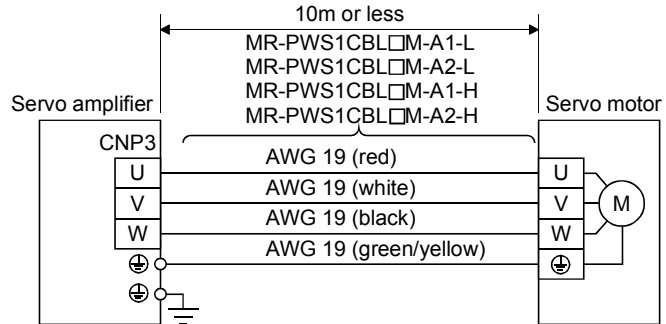 10m or less
MR-PWS1CBL□M-A1-L
MR-PWS1CBL□M-A2-L
MR-PWS1CBL□M-A1-H
MR-PWS1CBL□M-A2-H
Servo amplifier
Servo motor
CNP3
AWG 19 (red)
U
U
AWG 19 (white)
V
V
M
AWG 19 (black)
W
W
AWG 19 (green/yellow)